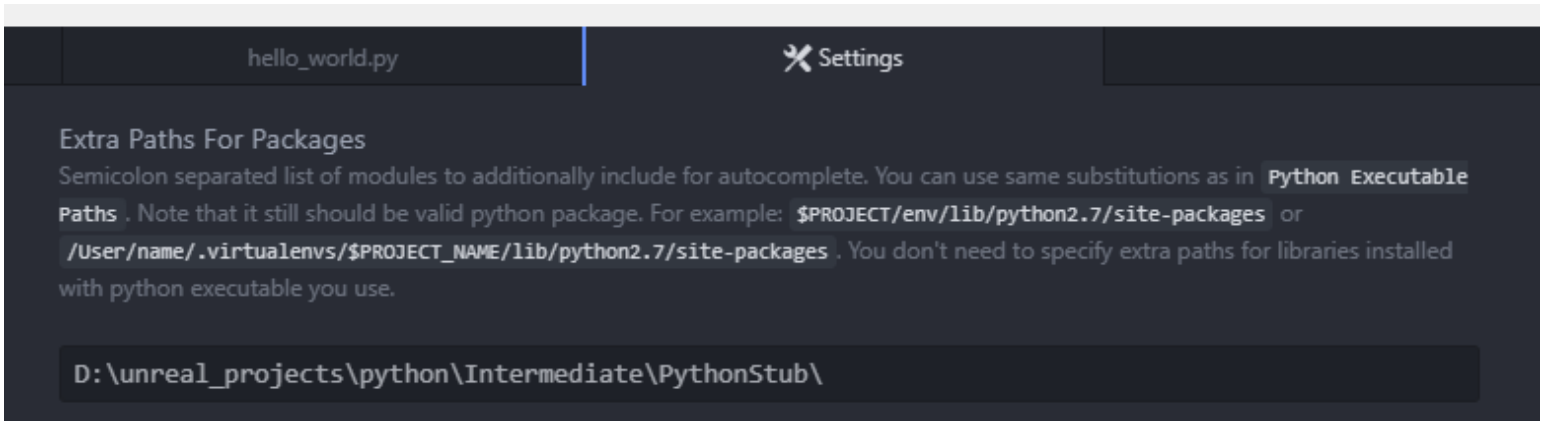 hello_world.py
Settings
Extra Paths For Packages
Semicolon separated list of modules to additionally include for autocomplete. You can use same substitutions as in Python Executable
Paths . Note that it still should be valid python package. For example: $PROJECT/env/lib/python2.7/site-packages or
/User/name/.virtualenvs/$PROJECT_NAME/lib/python2.7/site-packages . You don't need to specify extra paths for libraries installed
with python executable you use.
D:\unreal_projects\python\Intermediate\PythonStub\